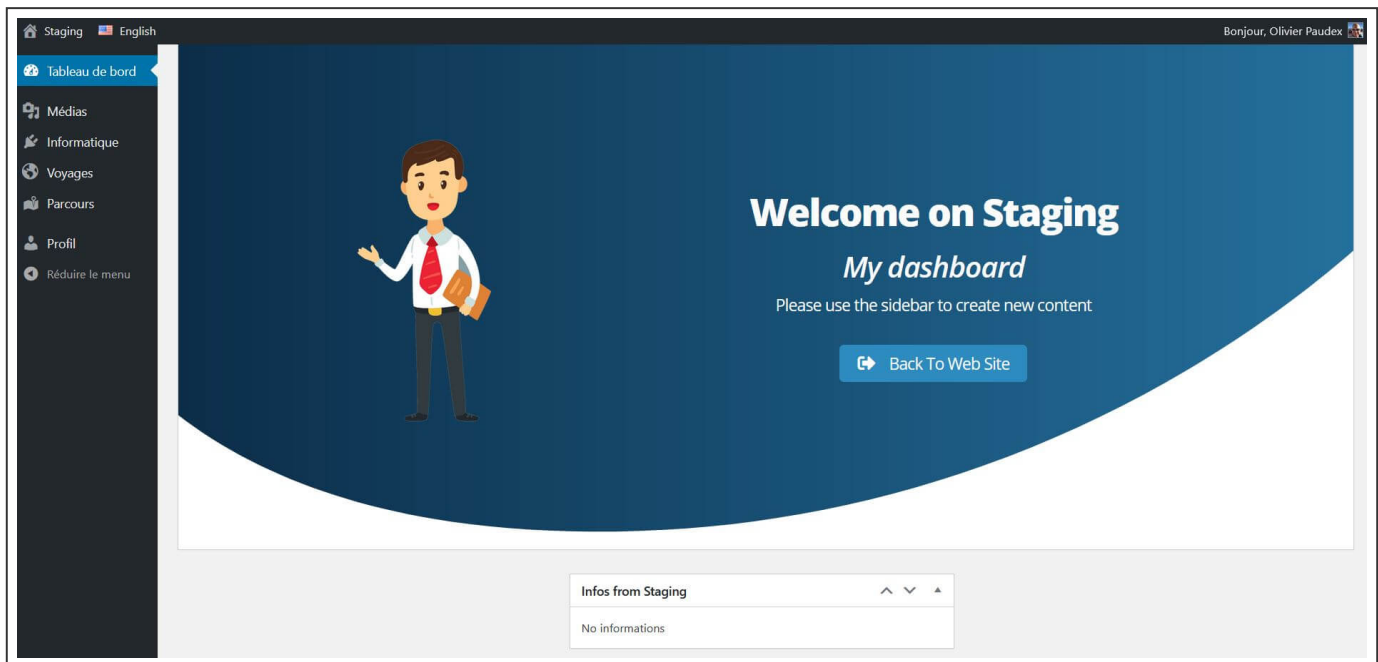 Staging English Bonjour, Olivier Paudex
Tableau de bord
Médias
Informatique
Voyages
Parcours
Profil
Réduire le menu
Welcome on Staging
My dashboard
Please use the sidebar to create new content
Back To Web Site
Infos from Staging
No informations